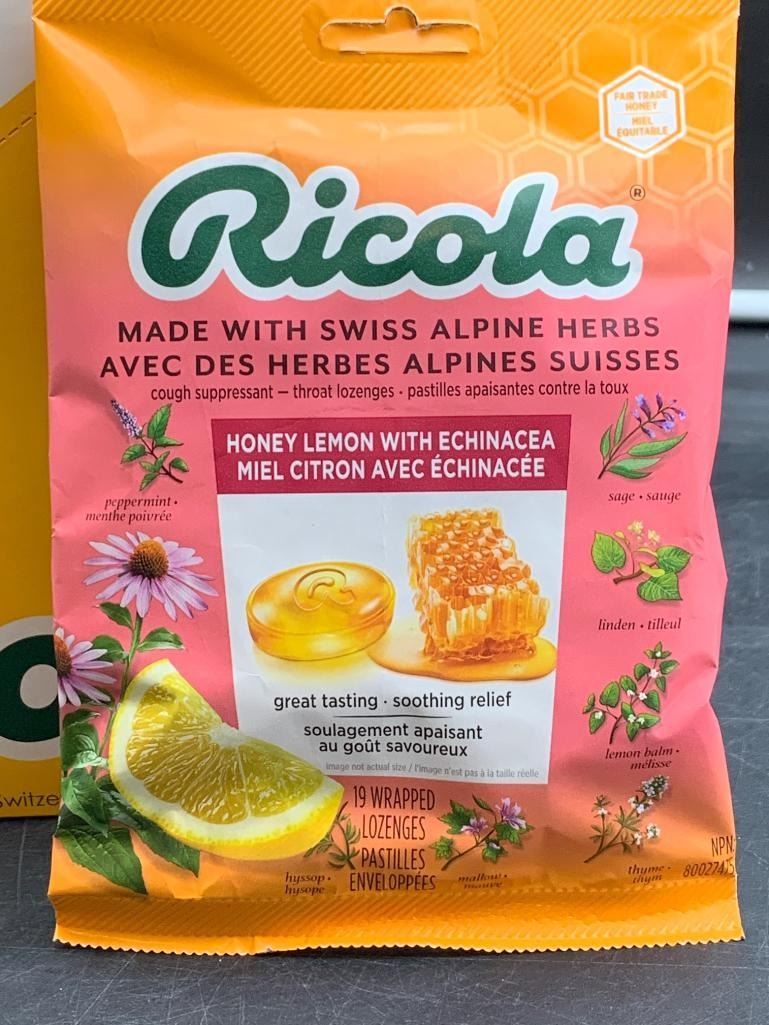 FAIR TRADE
HONEY
MIEL
ÉQUITABLE
Ricola®
MADE WITH SWISS ALPINE HERBS
AVEC DES HERBES ALPINES SUISSES
cough suppressant – throat lozenges · pastilles apaisantes contre la toux
HONEY LEMON WITH ECHINACEA
MIEL CITRON AVEC ÉCHINACÉE
peppermint ·
menthe poivrée
sage · sauge
linden · tilleul
great tasting · soothing relief
soulagement apaisant
au goût savoureux
image not actual size / l'image n'est pas à la taille réelle
lemon balm ·
mélisse
19 WRAPPED
LOZENGES
PASTILLES
ENVELOPPÉES
hyssop ·
hysope
mallow ·
mauve
thyme ·
thym
NPN
80027475